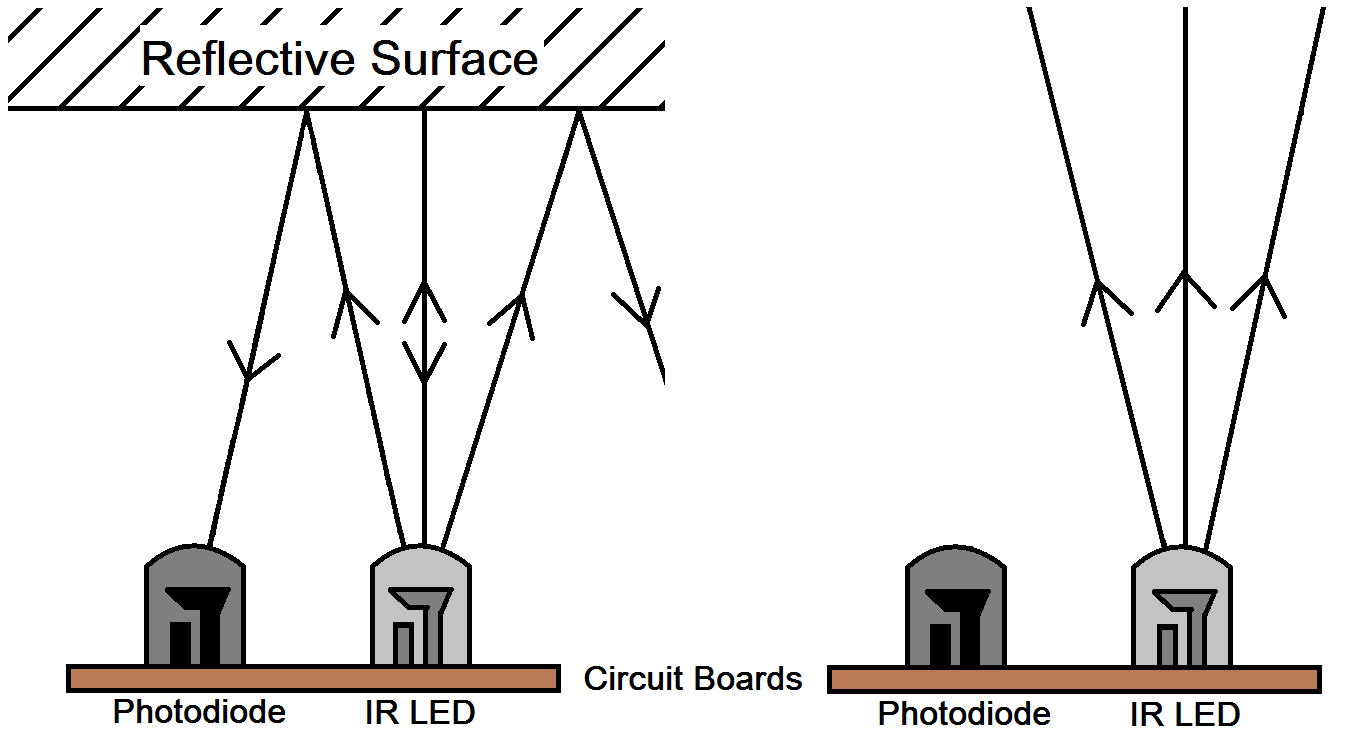 Reflective Surface
Circuit Boards
Photodiode
IR LED
Photodiode
IR LED